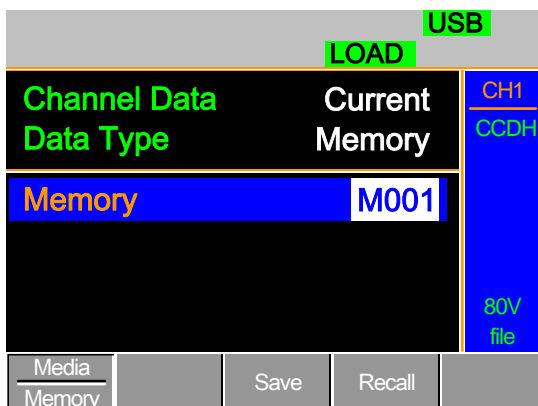 USB
LOAD
Channel Data Current
Data Type Memory
Memory M001
CH1
CCDH
80V
file
Media
Memory
Save
Recall